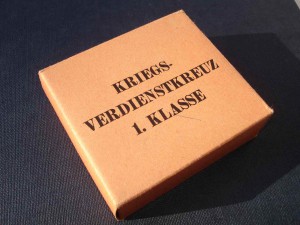 KRIEGS-
VERDIENSTKREUZ
1. KLASSE